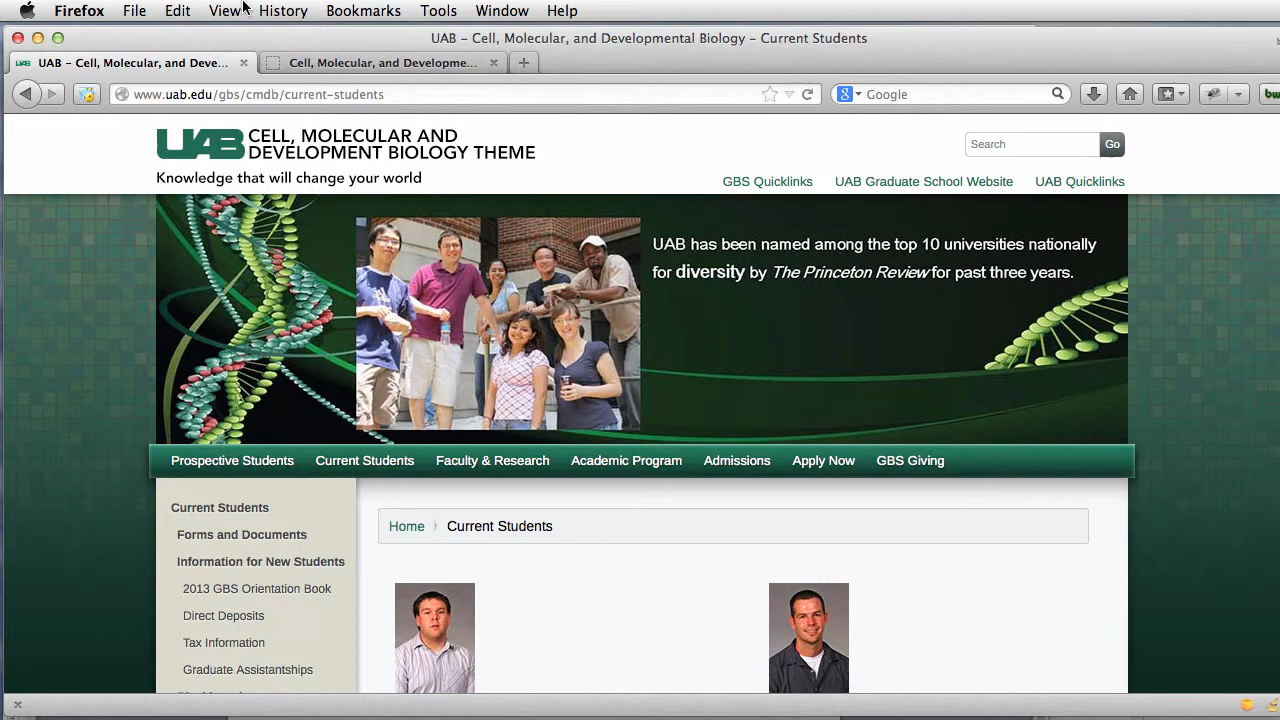 Firefox File Edit View History Bookmarks Tools Window Help
UAB – Cell, Molecular, and Developmental Biology – Current Students
UAB – Cell, Molecular, and Deve... Cell, Molecular, and Developme...
www.uab.edu/gbs/cmdb/current-students Google
UAB CELL, MOLECULAR AND
DEVELOPMENT BIOLOGY THEME
Knowledge that will change your world
Search Go
GBS Quicklinks UAB Graduate School Website UAB Quicklinks
UAB has been named among the top 10 universities nationally
for diversity by The Princeton Review for past three years.
Prospective Students Current Students Faculty & Research Academic Program Admissions Apply Now GBS Giving
Current Students
Forms and Documents
Information for New Students
2013 GBS Orientation Book
Direct Deposits
Tax Information
Graduate Assistantships
Home Current Students